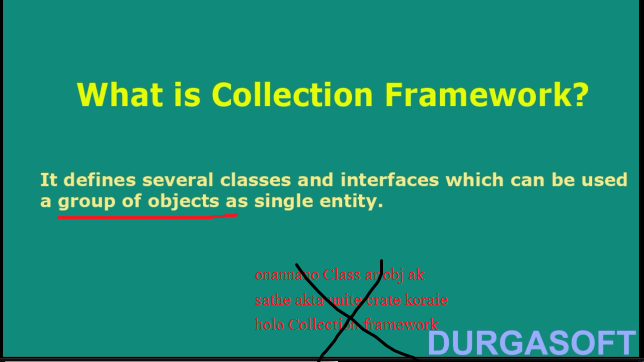 What is Collection Framework?
It defines several classes and interfaces which can be used
a group of objects as single entity.
Class ar obj ak
sathe akta unite crate koraie
holo Collection framework
DURGASOFT